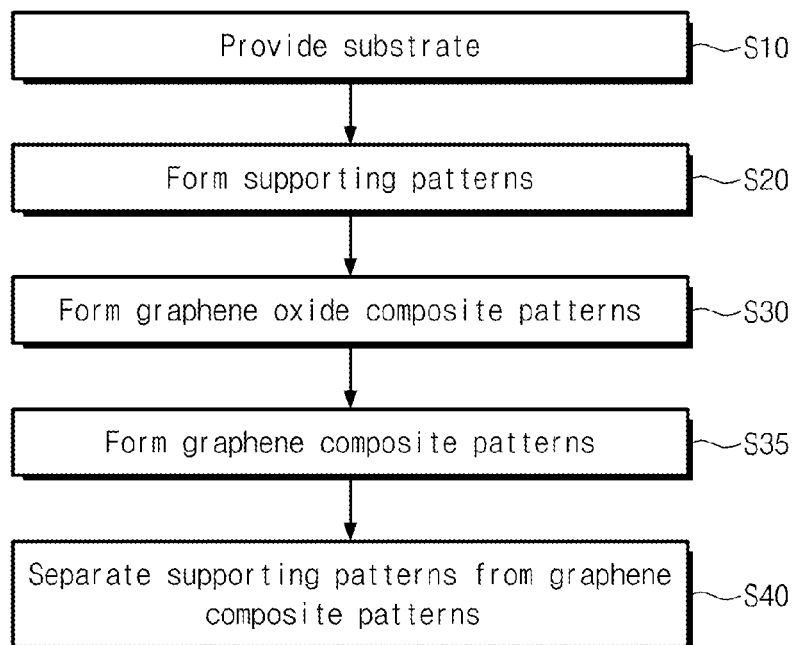 Provide substrate
S10
Form supporting patterns
S20
Form graphene oxide composite patterns
S30
Form graphene composite patterns
S35
Separate supporting patterns from graphene
composite patterns
S40